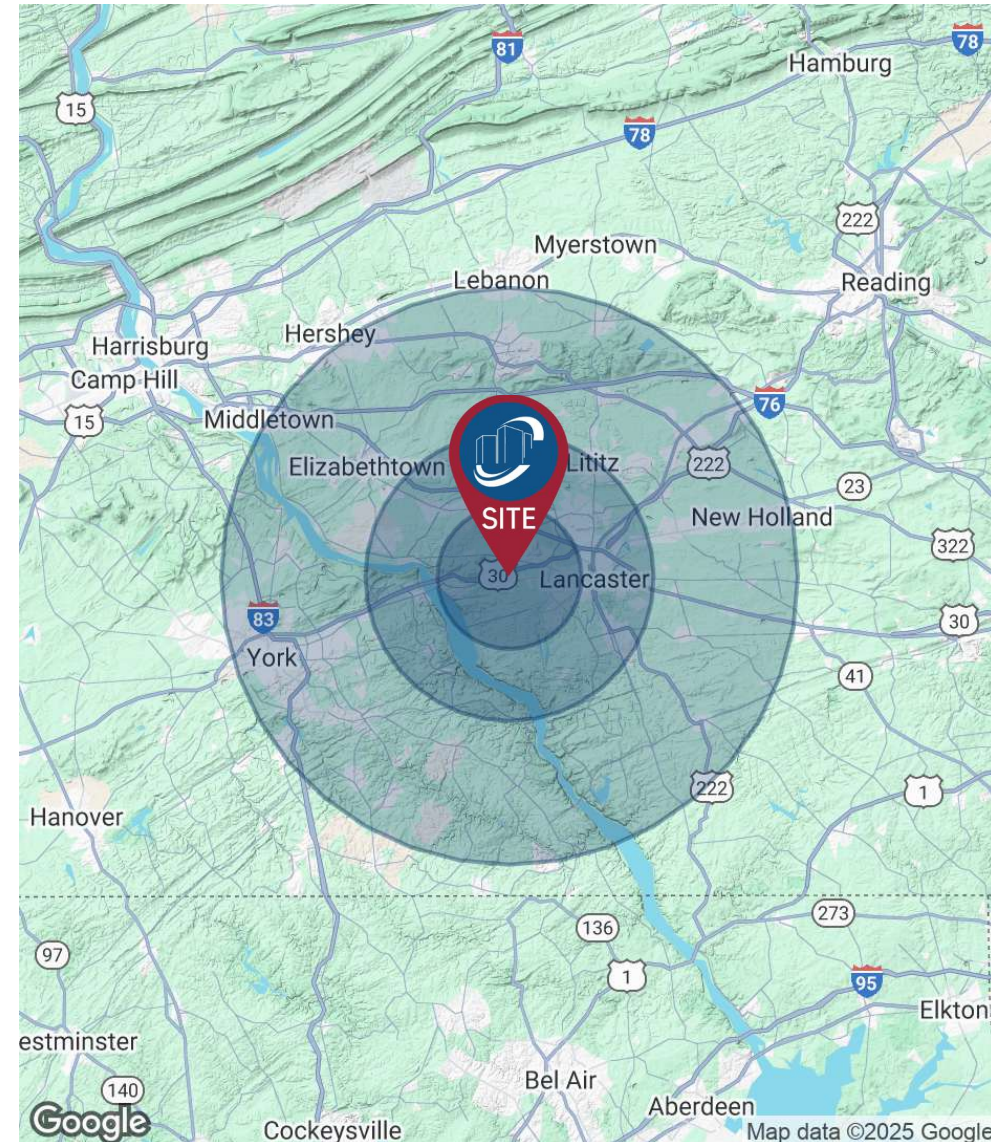 81
78
Hamburg
15
78
222
Myerstown
Reading
Lebanon
Hershey
Harrisburg
Camp Hill
76
15
Middletown
Elizabethtown
Lititz
222
23
SITE
New Holland
322
30
Lancaster
83
30
York
41
222
1
Hanover
273
136
97
1
95
Elkton
estminster
Bel Air
140
Aberdeen
Google
Cockeysville
Map data ©2025 Google